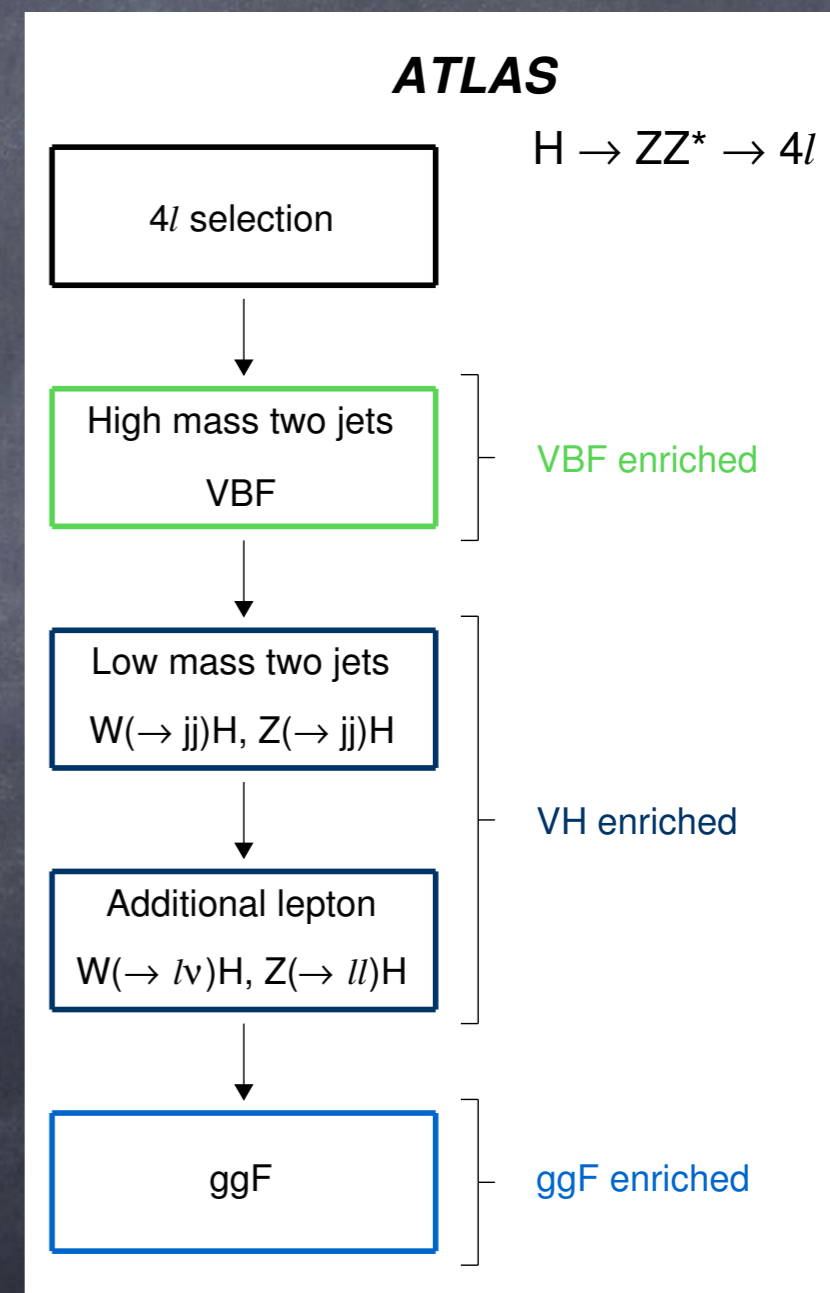 ATLAS
H → ZZ* → 4l
4l selection
High mass two jets
VBF
VBF enriched
Low mass two jets
W(→ jj)H, Z(→ jj)H
VH enriched
Additional lepton
W(→ lν)H, Z(→ ll)H
ggF
ggF enriched